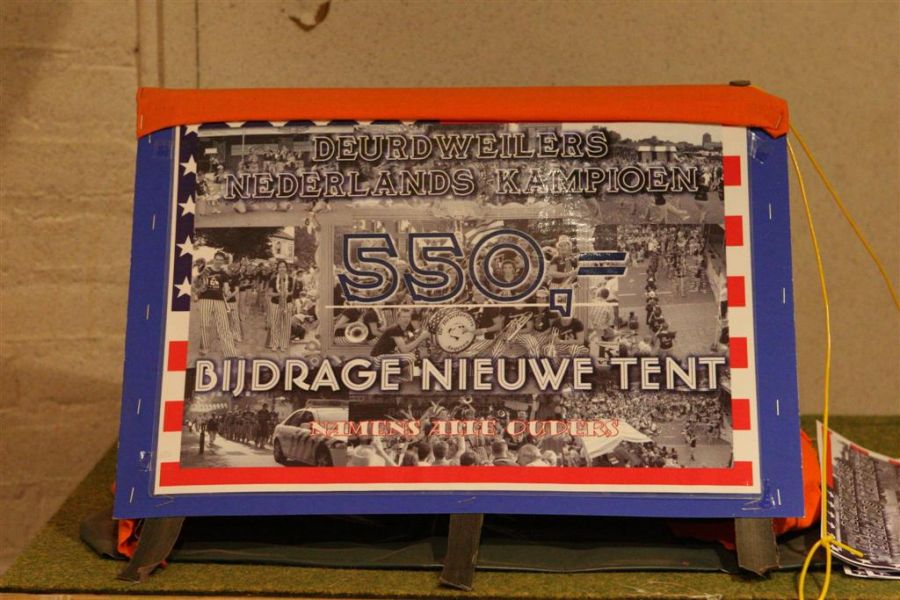 DEURDWEILERS
NEDERLANDS KAMPIOEN
550,=
BIJDRAGE NIEUWE TENT
NAMENS ALLE OUDERS